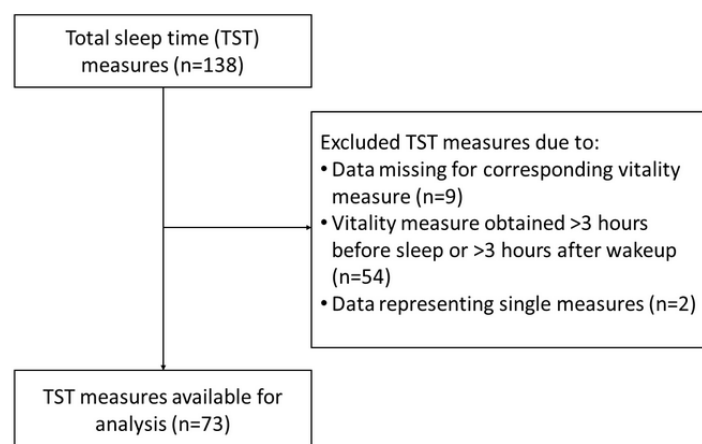 Total sleep time (TST)
measures (n=138)
Excluded TST measures due to:
• Data missing for corresponding vitality
measure (n=9)
• Vitality measure obtained >3 hours
before sleep or >3 hours after wakeup
(n=54)
• Data representing single measures (n=2)
TST measures available for
analysis (n=73)